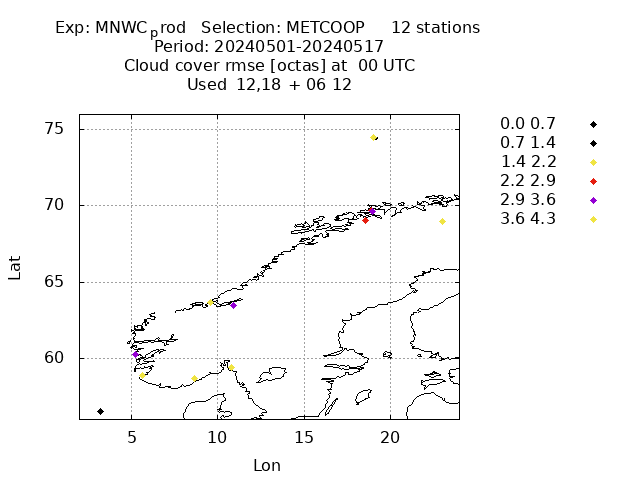 Exp: MNWCprod Selection: METCOOP 12 stations
Period: 20240501-20240517
Cloud cover rmse [octas] at 00 UTC
Used 12,18 + 06 12
75
70
65
60
Lat
5 10 15 20
Lon
0.0 0.7
0.7 1.4
1.4 2.2
2.2 2.9
2.9 3.6
3.6 4.3